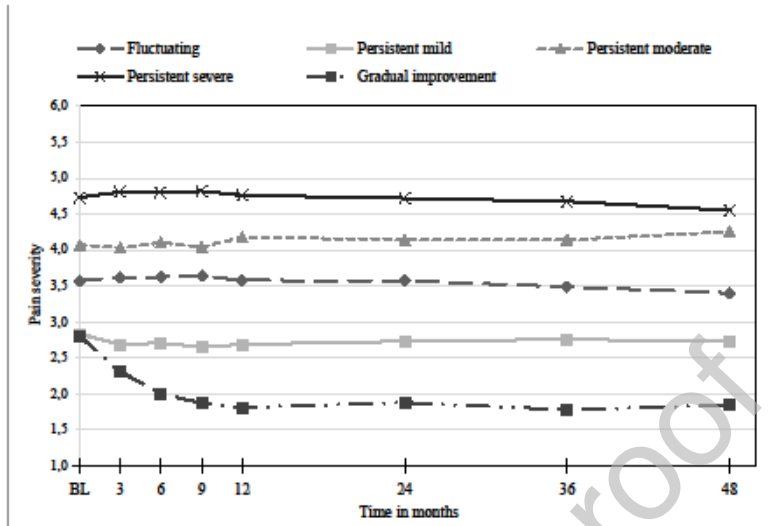 Fluctuating Persistent mild Persistent moderate
Persistent severe Gradual improvement
6,0
5,5
5,0
4,5
4,0
3,5
3,0
2,5
2,0
1,5
1,0
Pain severity
BL 3 6 9 12 24 36 48
Time in months
roof